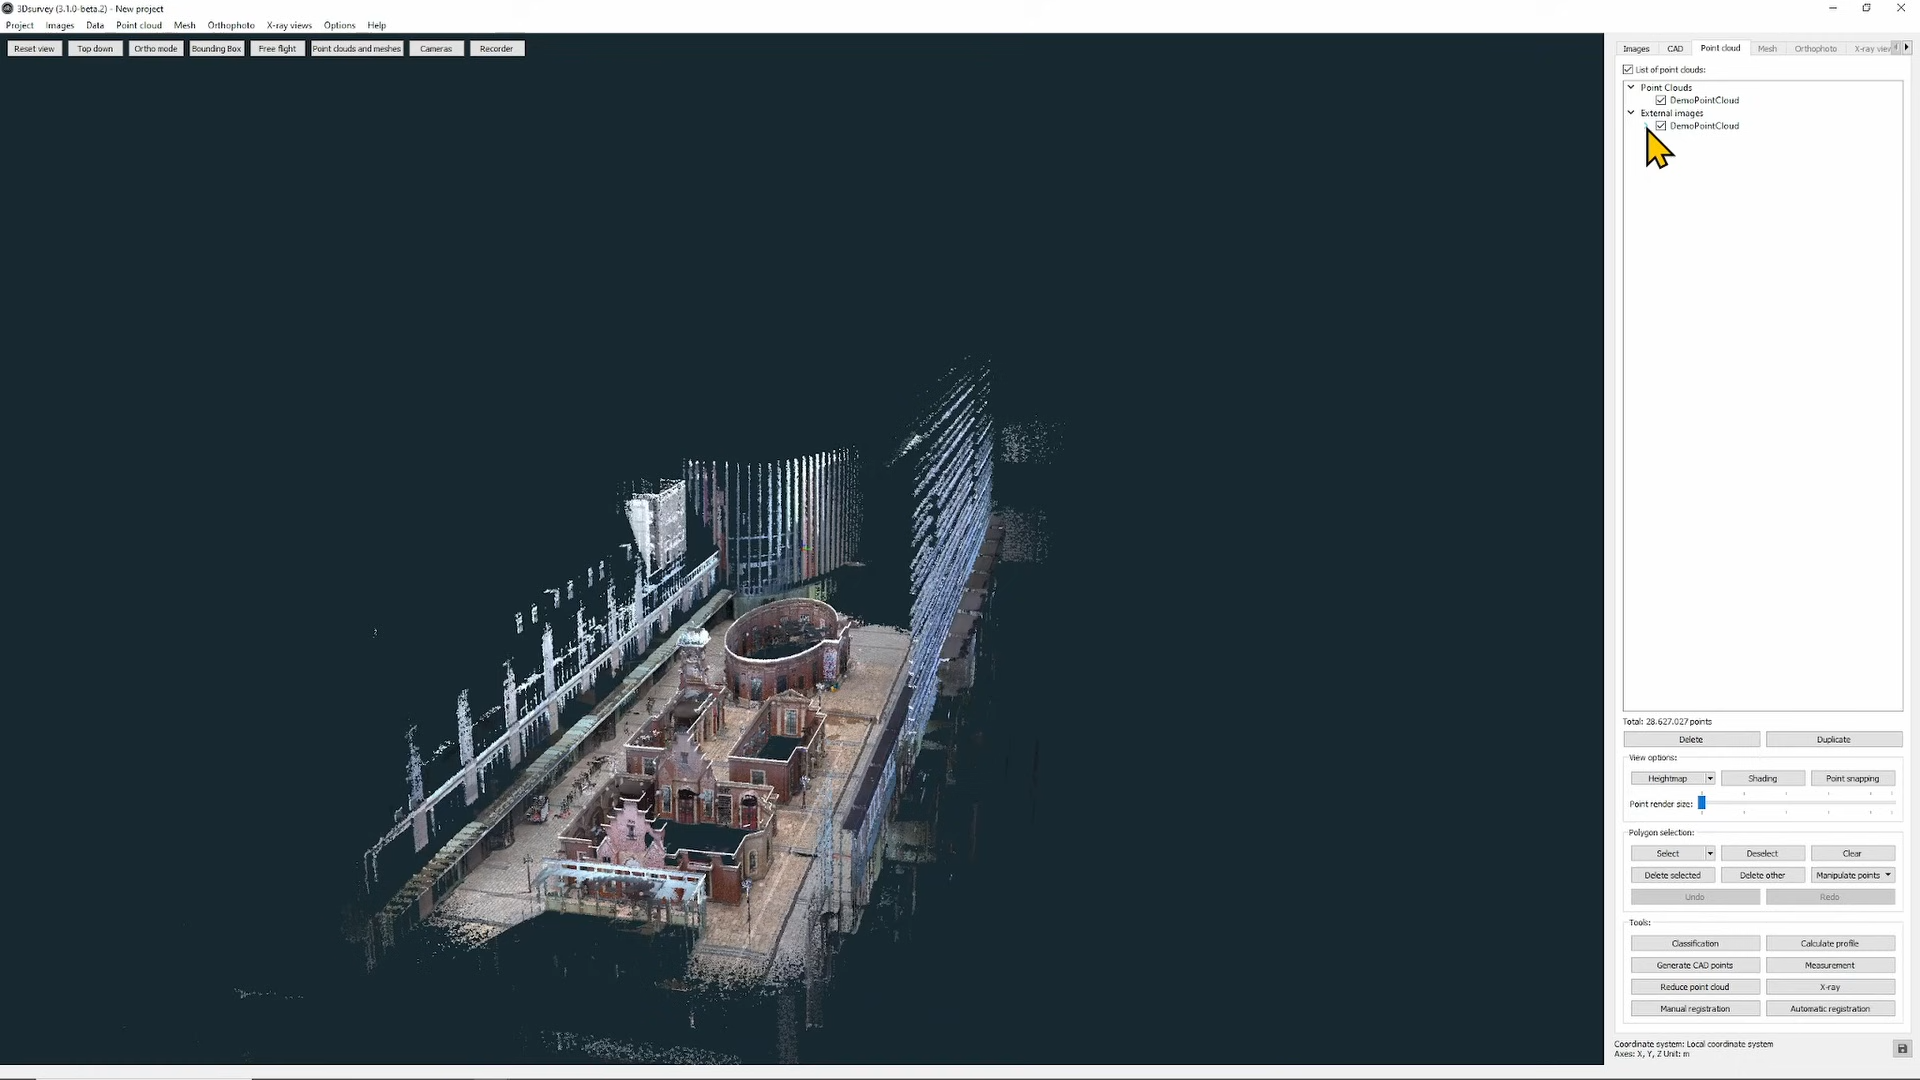 3Dsurvey (3.1.0-beta.2) - New project
Project Images Data Point cloud Mesh Orthophoto X-ray views Options Help
Reset view Top down Ortho mode Bounding Box Free flight Point clouds and meshes Cameras Recorder
Images CAD Point cloud Mesh Orthophoto X-ray view
List of point clouds:
Point Clouds
DemoPointCloud
External images
DemoPointCloud
Total: 28.627.027 points
Delete Duplicate
View options:
Heightmap Shading Point snapping
Point render size:
Polygon selection:
Select Deselect Clear
Delete selected Delete other Manipulate points
Undo Redo
Tools:
Classification Calculate profile
Generate CAD points Measurement
Reduce point cloud X-ray
Manual registration Automatic registration
Coordinate system: Local coordinate system
Axes: X, Y, Z Unit: m